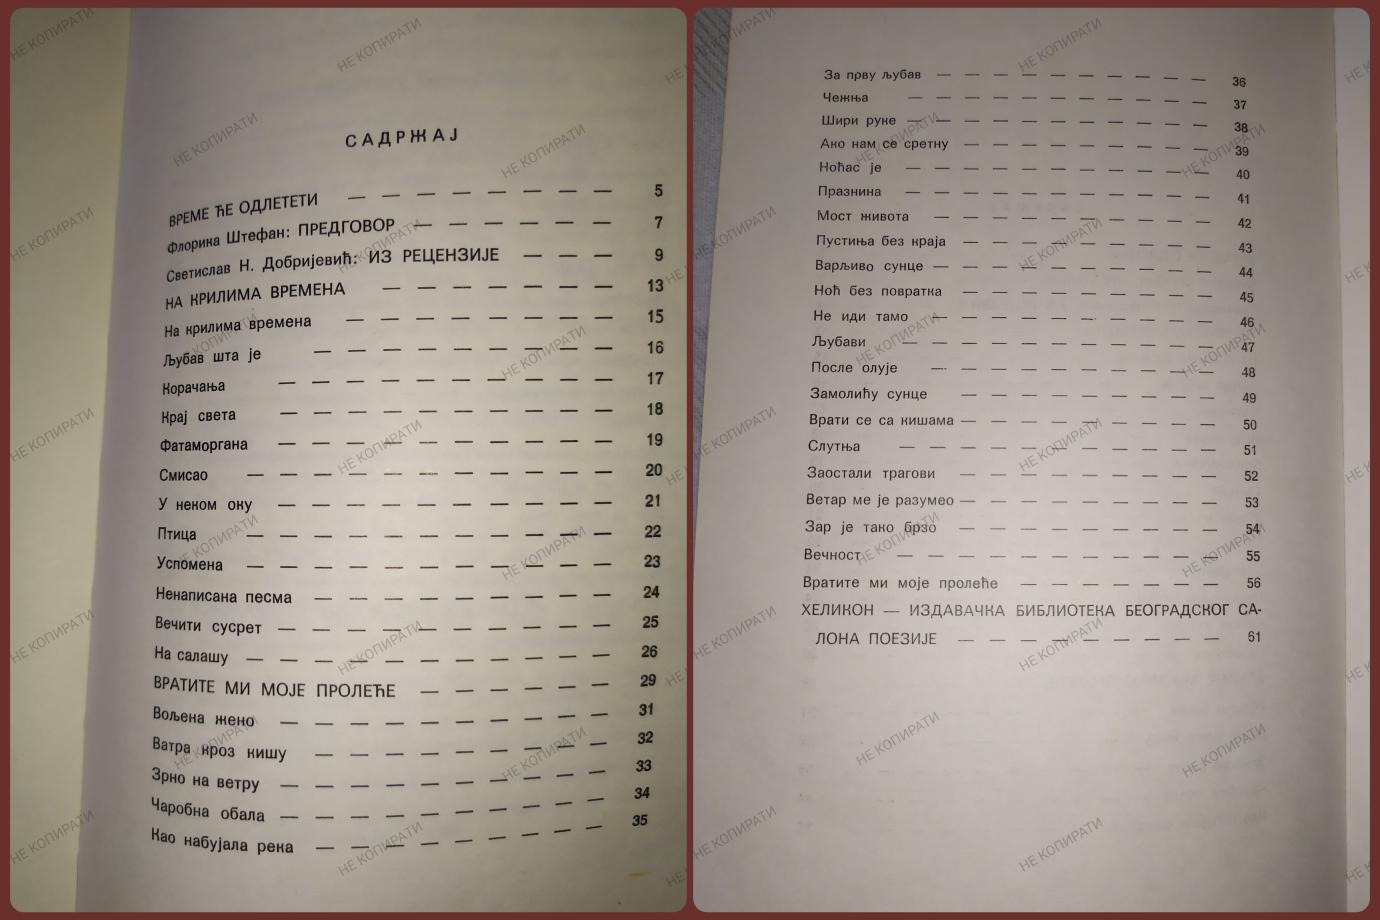 САДРЖАЈ
ВРЕМЕ ЋЕ ОДЛЕТЕТИ — — — — — — — — 5
Флорика Штефан: ПРЕДГОВОР — — — — — — 7
Светислав Н. Добријевић: ИЗ РЕЦЕНЗИЈЕ — — — 9
НА КРИЛИМА ВРЕМЕНА — — — — — — — 13
На крилима времена — — — — — — — — 15
Љубав шта је — — — — — — — — — 16
Корачања — — — — — — — — — — 17
Крај света — — — — — — — — — — 18
Фатаморгана — — — — — — — — — — 19
Смисао — — — — — — — — — — — 20
У неком оку — — — — — — — — — — 21
Птица — — — — — — — — — — — 22
Успомена — — — — — — — — — — — 23
Ненаписана песма — — — — — — — — — 24
Вечити сусрет — — — — — — — — — — 25
На салашу — — — — — — — — — — — 26
ВРАТИТЕ МИ МОЈЕ ПРОЛЕЋЕ — — — — — — 29
Вољена жено — — — — — — — — — — 31
Ватра кроз кишу — — — — — — — — — 32
Зрно на ветру — — — — — — — — — — 33
Чаробна обала — — — — — — — — — — 34
Као набујала река — — — — — — — — — 35
За прву љубав — — — — — — — — — — 36
Чежња — — — — — — — — — — — 37
Шири руке — — — — — — — — — — — 38
Ако нам се сретну — — — — — — — — — 39
Ноћас је — — — — — — — — — — — 40
Празнина — — — — — — — — — — — 41
Мост живота — — — — — — — — — — 42
Пустиња без краја — — — — — — — — — 43
Варљиво сунце — — — — — — — — — — 44
Ноћ без повратка — — — — — — — — — 45
Не иди тамо — — — — — — — — — — 46
Љубави — — — — — — — — — — — 47
После олује — — — — — — — — — — 48
Замолићу сунце — — — — — — — — — 49
Врати се са кишама — — — — — — — — — 50
Слутња — — — — — — — — — — — 51
Заостали трагови — — — — — — — — — 52
Ветар ме је разумео — — — — — — — — — 53
Зар је тако брзо — — — — — — — — — 54
Вечност — — — — — — — — — — — 55
Вратите ми моје пролеће — — — — — — — 56
ХЕЛИКОН — ИЗДАВАЧКА БИБЛИОТЕКА БЕОГРАДСКОГ СА-
ЛОНА ПОЕЗИЈЕ — — — — — — — — — 61